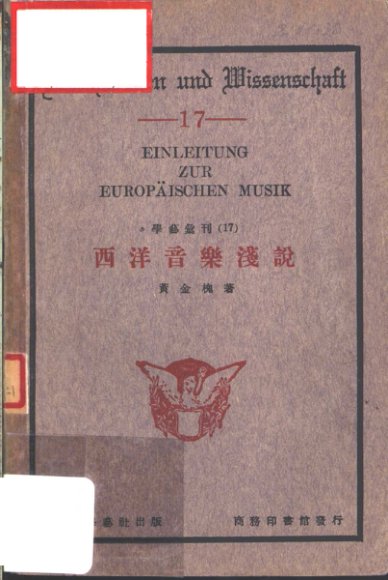 und Wissenschaft
17
EINLEITUNG
ZUR
EUROPÄISCHEN MUSIK
學藝彙刊(17)
西洋音樂淺說
黃金槐著
藝社出版
商務印書館發行